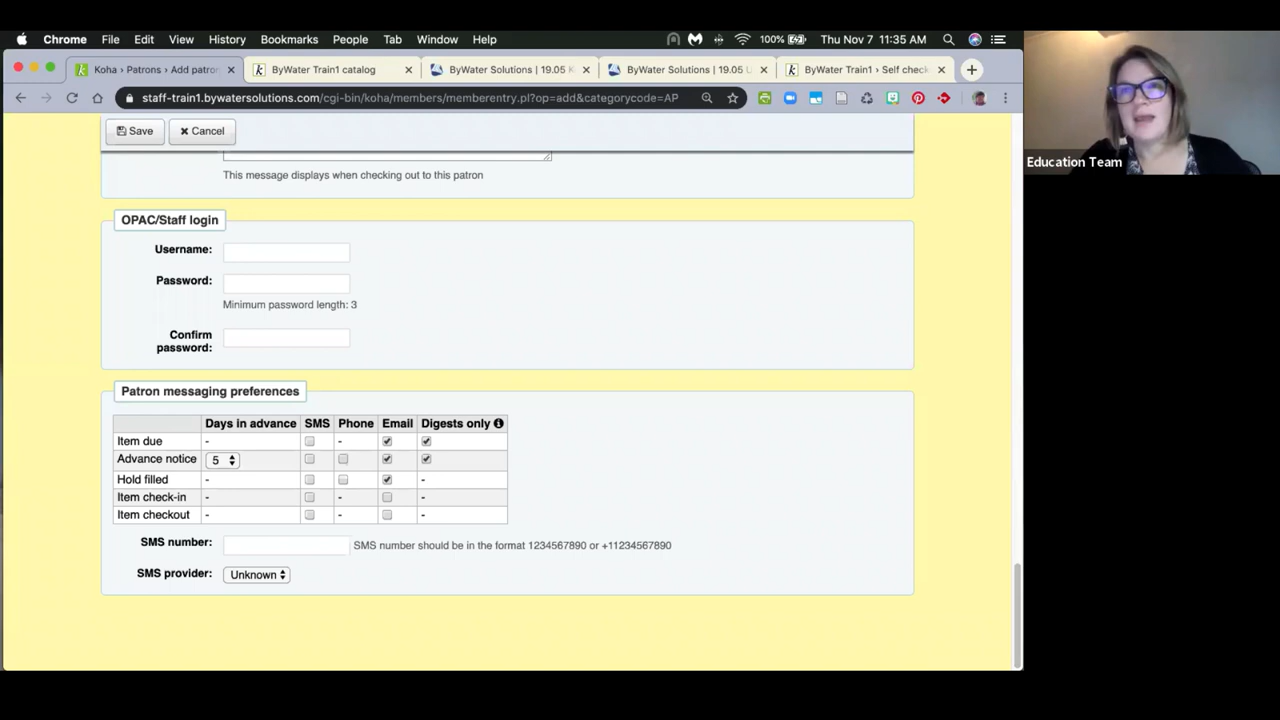 Chrome File Edit View History Bookmarks People Tab Window Help 100% Thu Nov 7 11:35 AM
Koha › Patrons › Add patron ByWater Train1 catalog ByWater Solutions | 19.05 K ByWater Solutions | 19.05 U ByWater Train1 › Self check
staff-train1.bywatersolutions.com/cgi-bin/koha/members/memberentry.pl?op=add&categorycode=AP
Save Cancel
Education Team
This message displays when checking out to this patron
OPAC/Staff login
Username:
Password:
Minimum password length: 3
Confirm
password:
Patron messaging preferences
Days in advance SMS Phone Email Digests only
Item due - -
Advance notice 5
Hold filled - -
Item check-in - - -
Item checkout - - -
SMS number: SMS number should be in the format 1234567890 or +11234567890
SMS provider: Unknown